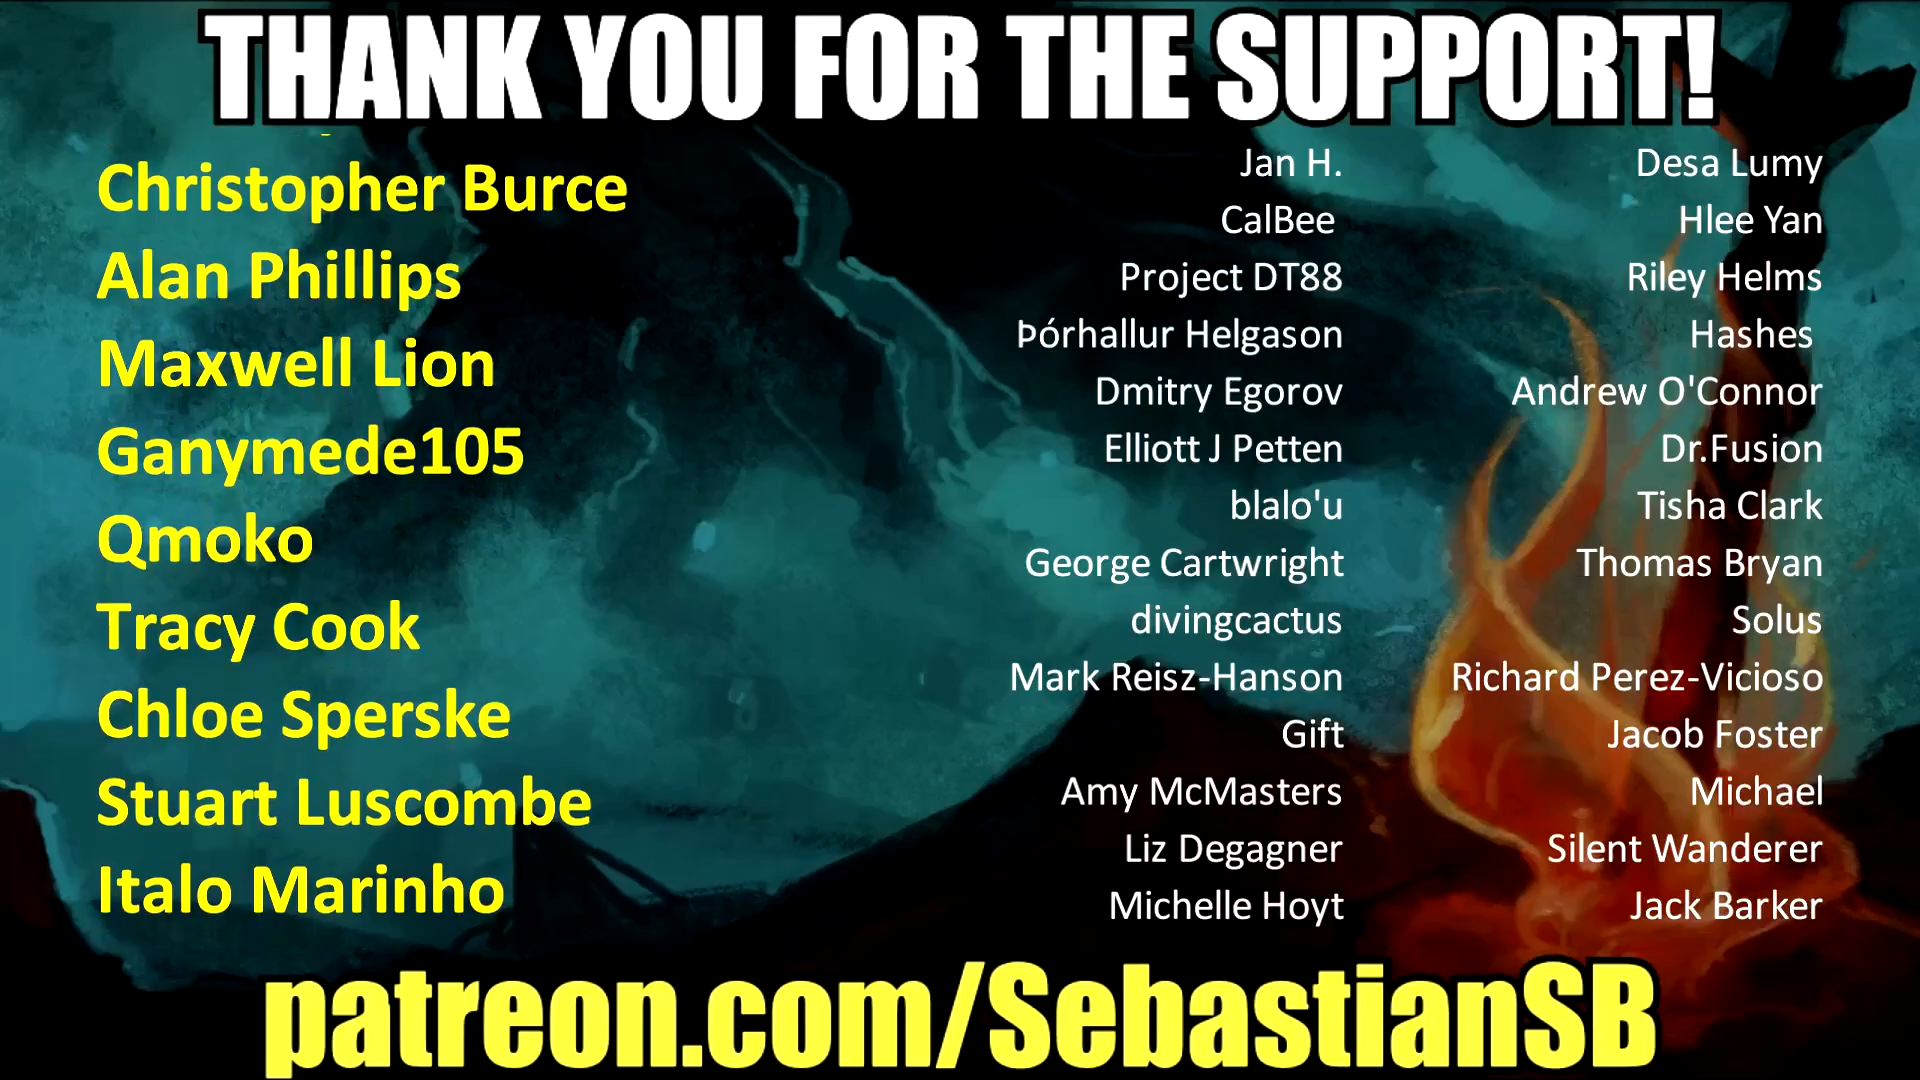 THANK YOU FOR THE SUPPORT!
Christopher Burce
Alan Phillips
Maxwell Lion
Ganymede105
Qmoko
Tracy Cook
Chloe Sperske
Stuart Luscombe
Italo Marinho
Jan H.
CalBee
Project DT88
Þórhallur Helgason
Dmitry Egorov
Elliott J Petten
blalo'u
George Cartwright
divingcactus
Mark Reisz-Hanson
Gift
Amy McMasters
Liz Degagner
Michelle Hoyt
Desa Lumy
Hlee Yan
Riley Helms
Hashes
Andrew O'Connor
Dr.Fusion
Tisha Clark
Thomas Bryan
Solus
Richard Perez-Vicioso
Jacob Foster
Michael
Silent Wanderer
Jack Barker
patreon.com/SebastianSB